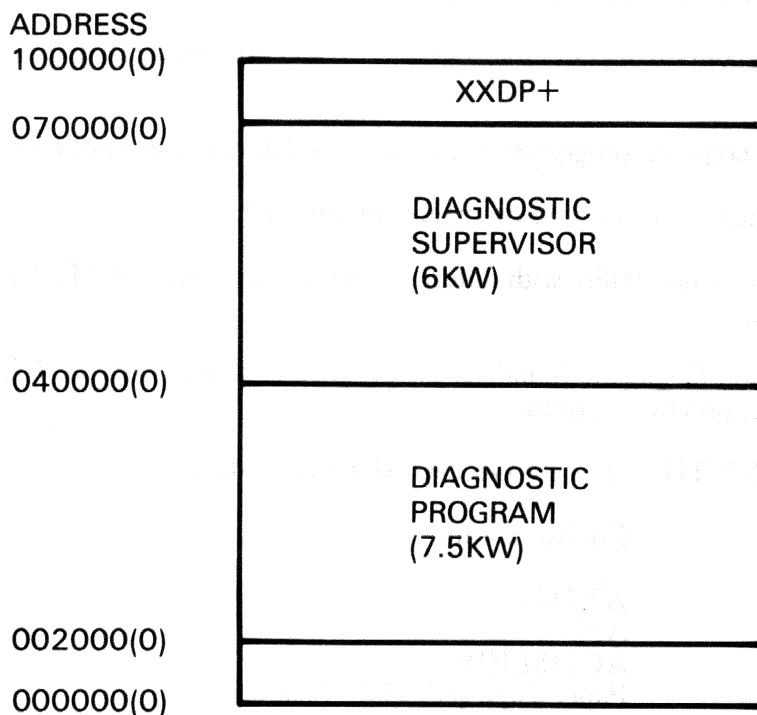 ADDRESS
100000(0)
XXDP+
070000(0)
DIAGNOSTIC
SUPERVISOR
(6KW)
040000(0)
DIAGNOSTIC
PROGRAM
(7.5KW)
002000(0)
000000(0)